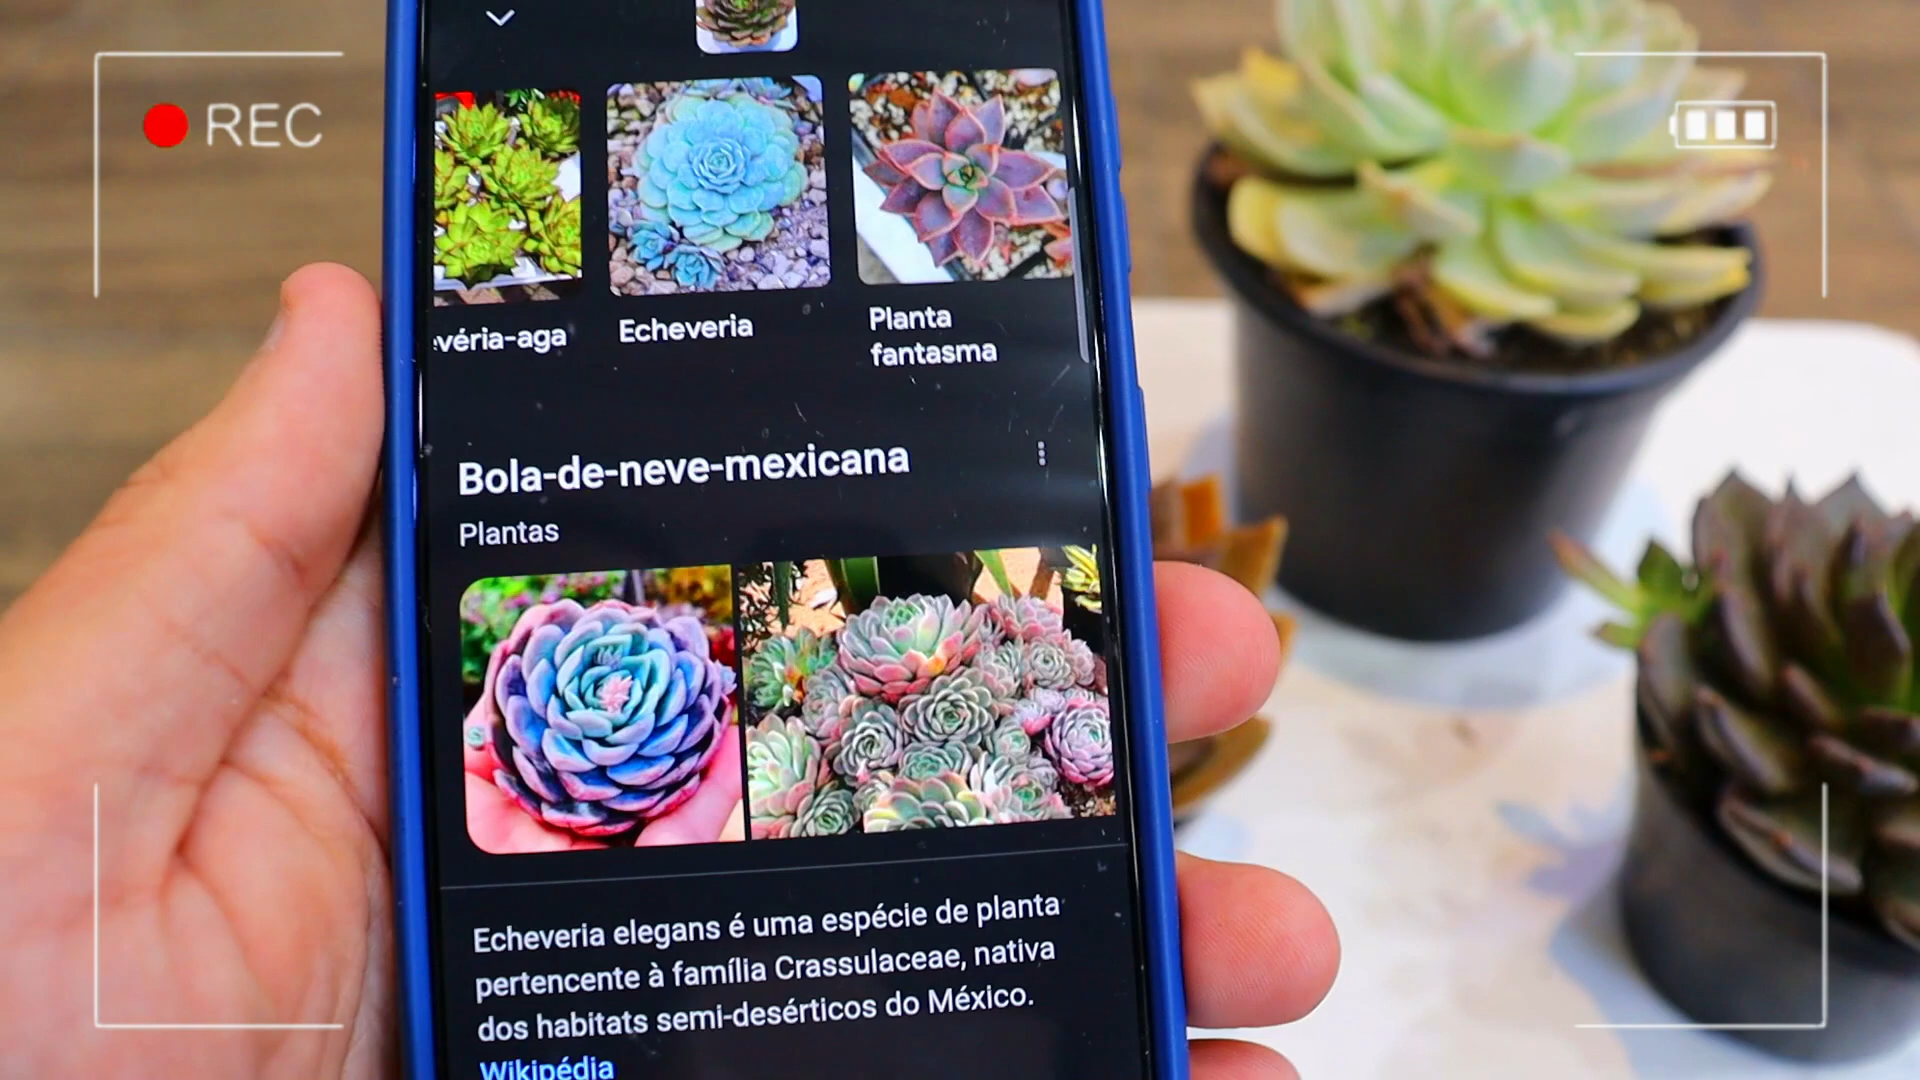 REC
véria-aga
Echeveria
Planta
fantasma
Bola-de-neve-mexicana
Plantas
Echeveria elegans é uma espécie de planta
pertencente à família Crassulaceae, nativa
dos habitats semi-desérticos do México.
Wikipédia